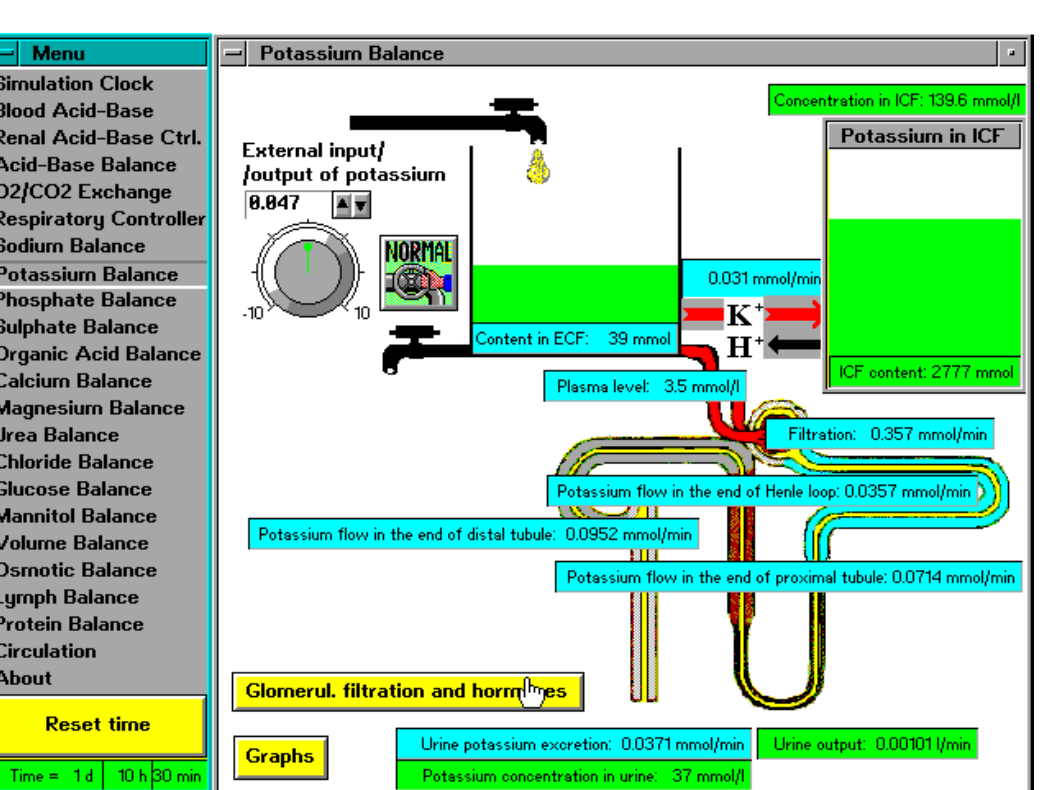 Menu
Simulation Clock
Blood Acid-Base
Renal Acid-Base Ctrl.
Acid-Base Balance
O2/CO2 Exchange
Respiratory Controller
Sodium Balance
Potassium Balance
Phosphate Balance
Sulphate Balance
Organic Acid Balance
Calcium Balance
Magnesium Balance
Urea Balance
Chloride Balance
Glucose Balance
Mannitol Balance
Volume Balance
Osmotic Balance
Lymph Balance
Protein Balance
Circulation
About
Reset time
Time = 1 d 10 h 30 min
Potassium Balance
Concentration in ICF: 139.6 mmol/l
Potassium in ICF
External input/
/output of potassium
0.047
NORMAL
-10 10
0.031 mmol/min
K+
H+
Content in ECF: 39 mmol
ICF content: 2777 mmol
Plasma level: 3.5 mmol/l
Filtration: 0.357 mmol/min
Potassium flow in the end of Henle loop: 0.0357 mmol/min
Potassium flow in the end of distal tubule: 0.0952 mmol/min
Potassium flow in the end of proximal tubule: 0.0714 mmol/min
Glomerul. filtration and hormones
Graphs
Urine potassium excretion: 0.0371 mmol/min
Urine output: 0.00101 l/min
Potassium concentration in urine: 37 mmol/l